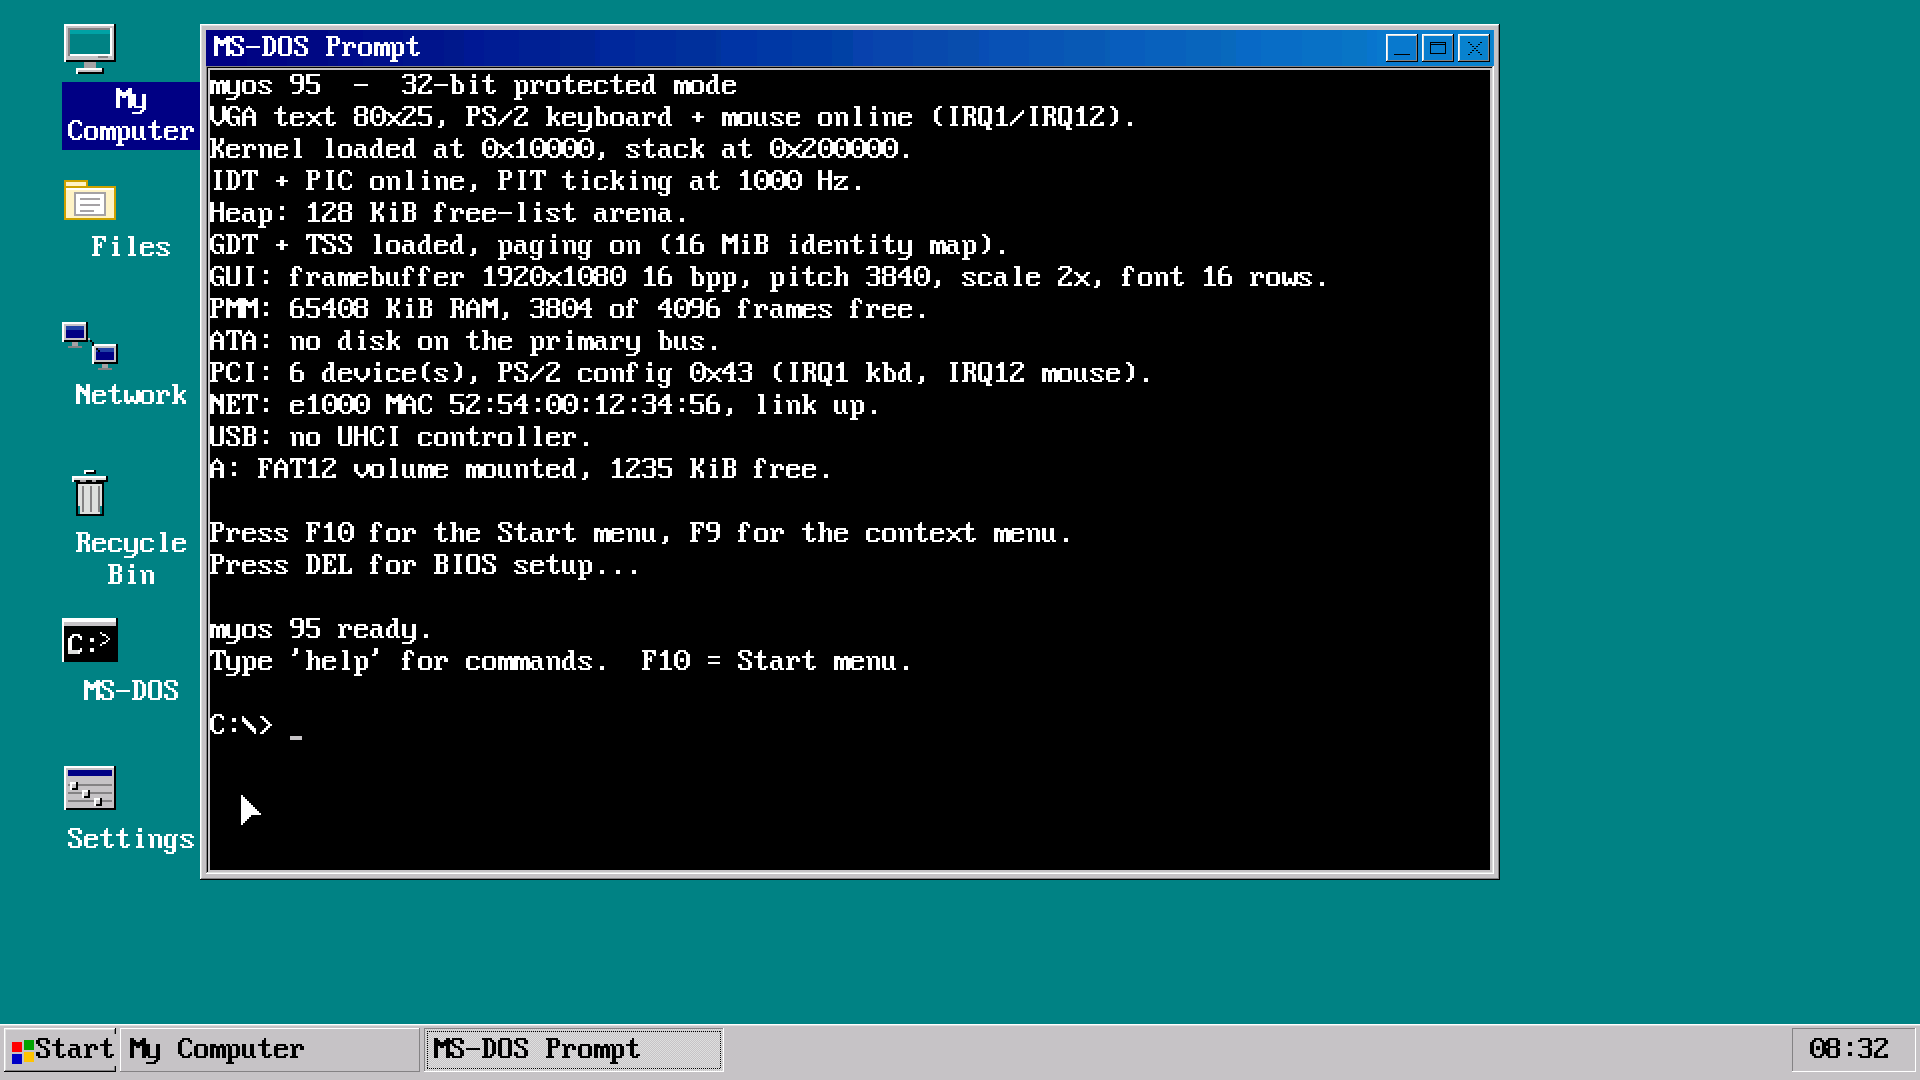 My
Computer
Files
Network
Recycle
Bin
C:>
MS-DOS
Settings
MS-DOS Prompt
myos 95  -  32-bit protected mode
VGA text 80x25, PS/2 keyboard + mouse online (IRQ1/IRQ12).
Kernel loaded at 0x10000, stack at 0x200000.
IDT + PIC online, PIT ticking at 1000 Hz.
Heap: 128 KiB free-list arena.
GDT + TSS loaded, paging on (16 MiB identity map).
GUI: framebuffer 1920x1080 16 bpp, pitch 3840, scale 2x, font 16 rows.
PMM: 65408 KiB RAM, 3804 of 4096 frames free.
ATA: no disk on the primary bus.
PCI: 6 device(s), PS/2 config 0x43 (IRQ1 kbd, IRQ12 mouse).
NET: e1000 MAC 52:54:00:12:34:56, link up.
USB: no UHCI controller.
A: FAT12 volume mounted, 1235 KiB free.
Press F10 for the Start menu, F9 for the context menu.
Press DEL for BIOS setup...
myos 95 ready.
Type 'help' for commands.  F10 = Start menu.
C:\> _
Start
My Computer
MS-DOS Prompt
08:32